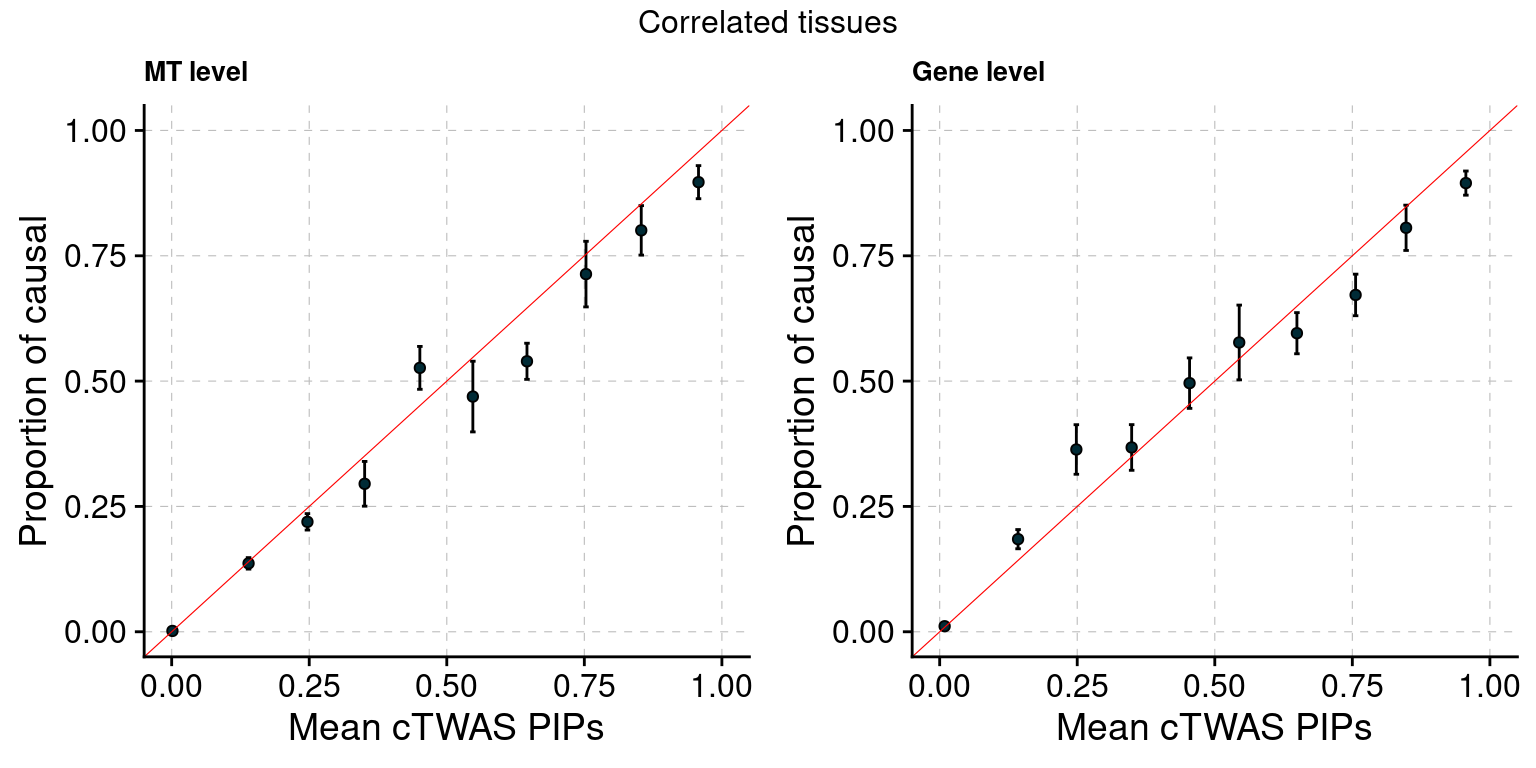 Correlated tissues
MT level
1.00
0.75
0.50
0.25
0.00
Proportion of causal
0.00 0.25 0.50 0.75 1.00
Mean cTWAS PIPs
Gene level
1.00
0.75
0.50
0.25
0.00
Proportion of causal
0.00 0.25 0.50 0.75 1.00
Mean cTWAS PIPs